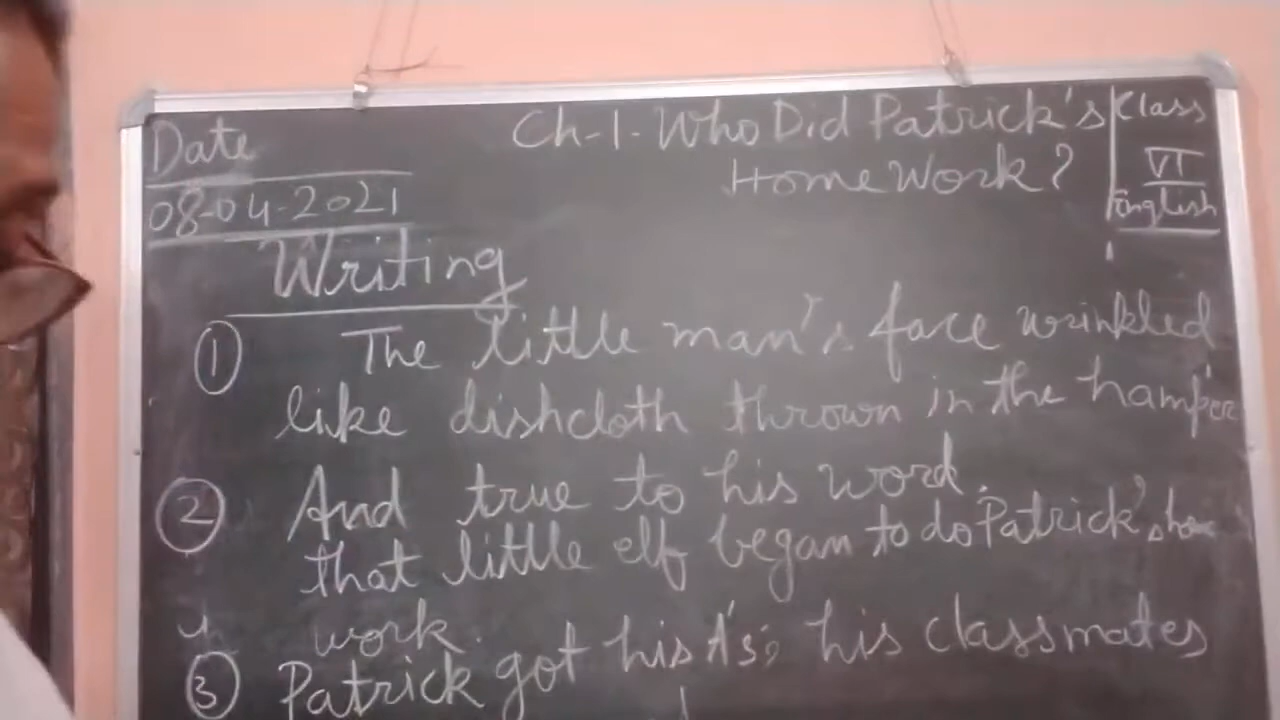 Date
08-04-2021
Ch-1. Who Did Patrick's
Home Work?
Class
VI
English
Writing
① The little man's face wrinkled
like dishcloth thrown in the hamper
② And true to his word,
that little elf began to do Patrick's
work.
③ Patrick got his A's; his classmates